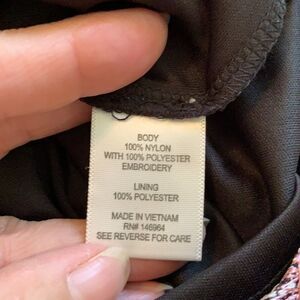 BODY
100% NYLON
WITH 100% POLYESTER
EMBROIDERY
LINING
100% POLYESTER
MADE IN VIETNAM
RN# 146964
SEE REVERSE FOR CARE